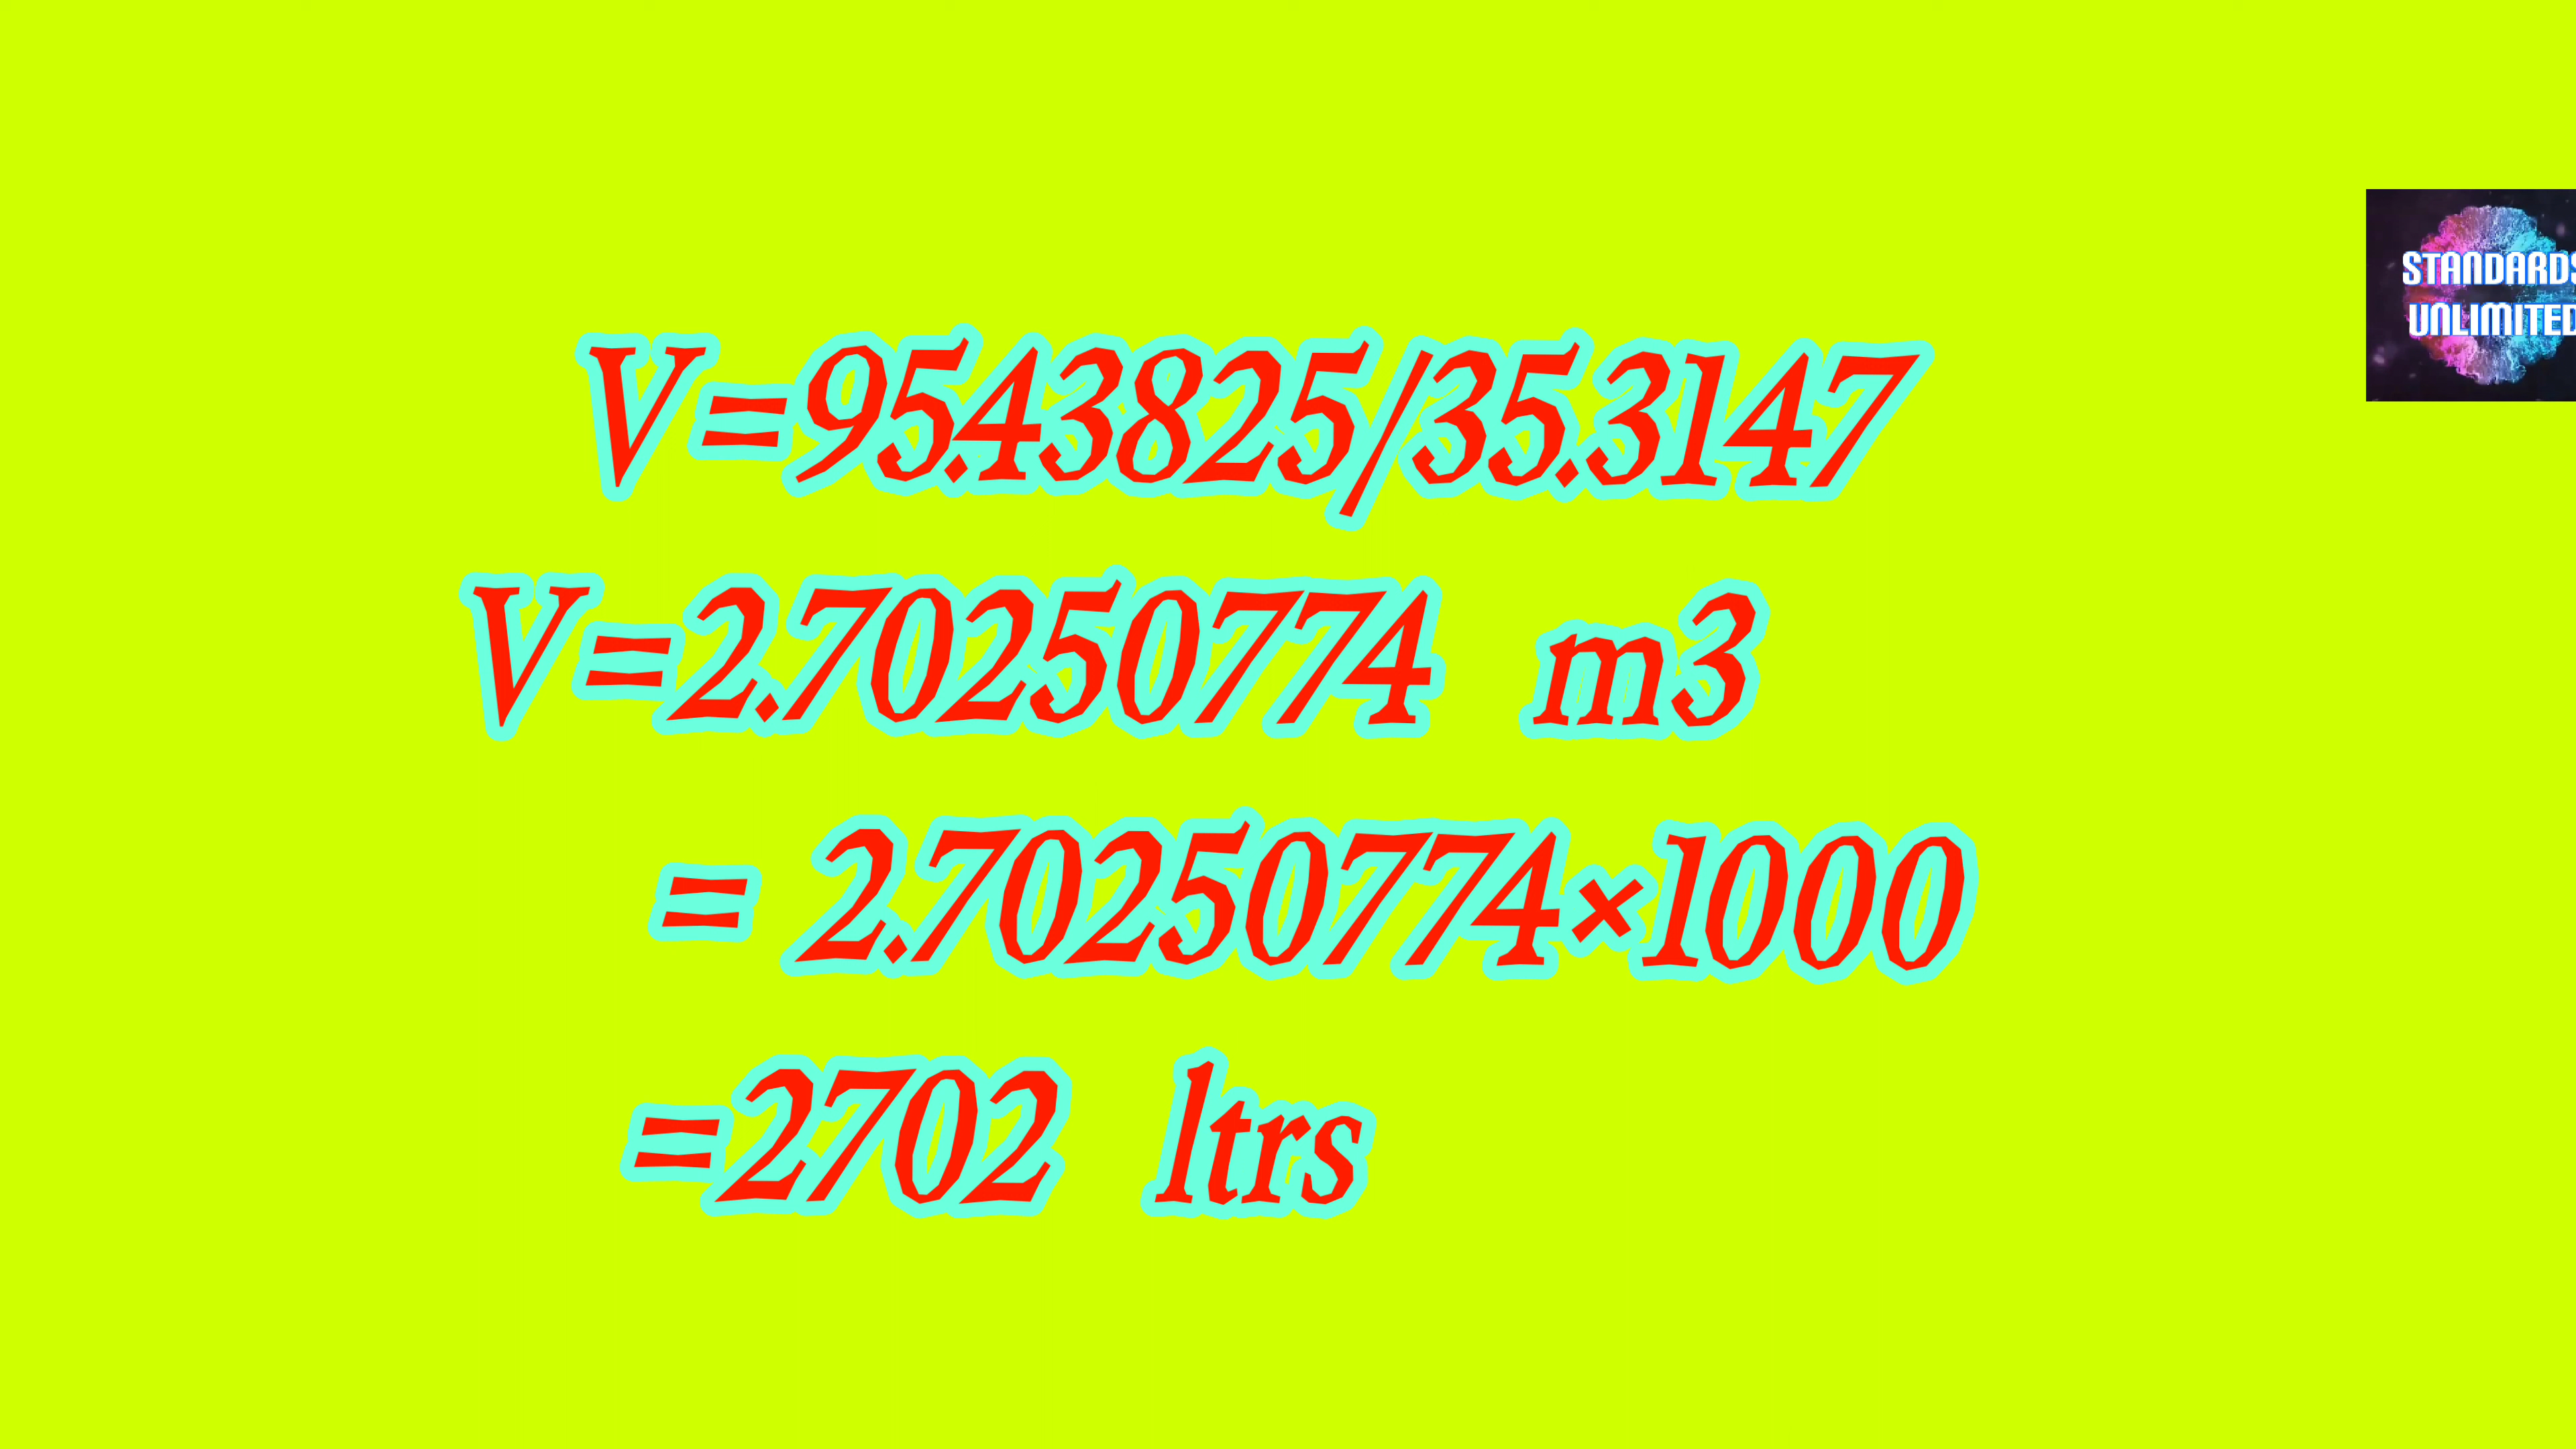 V=95.43825/35.3147
V=2.70250774 m3
= 2.70250774×1000
=2702 ltrs
STANDARDS
UNLIMITED